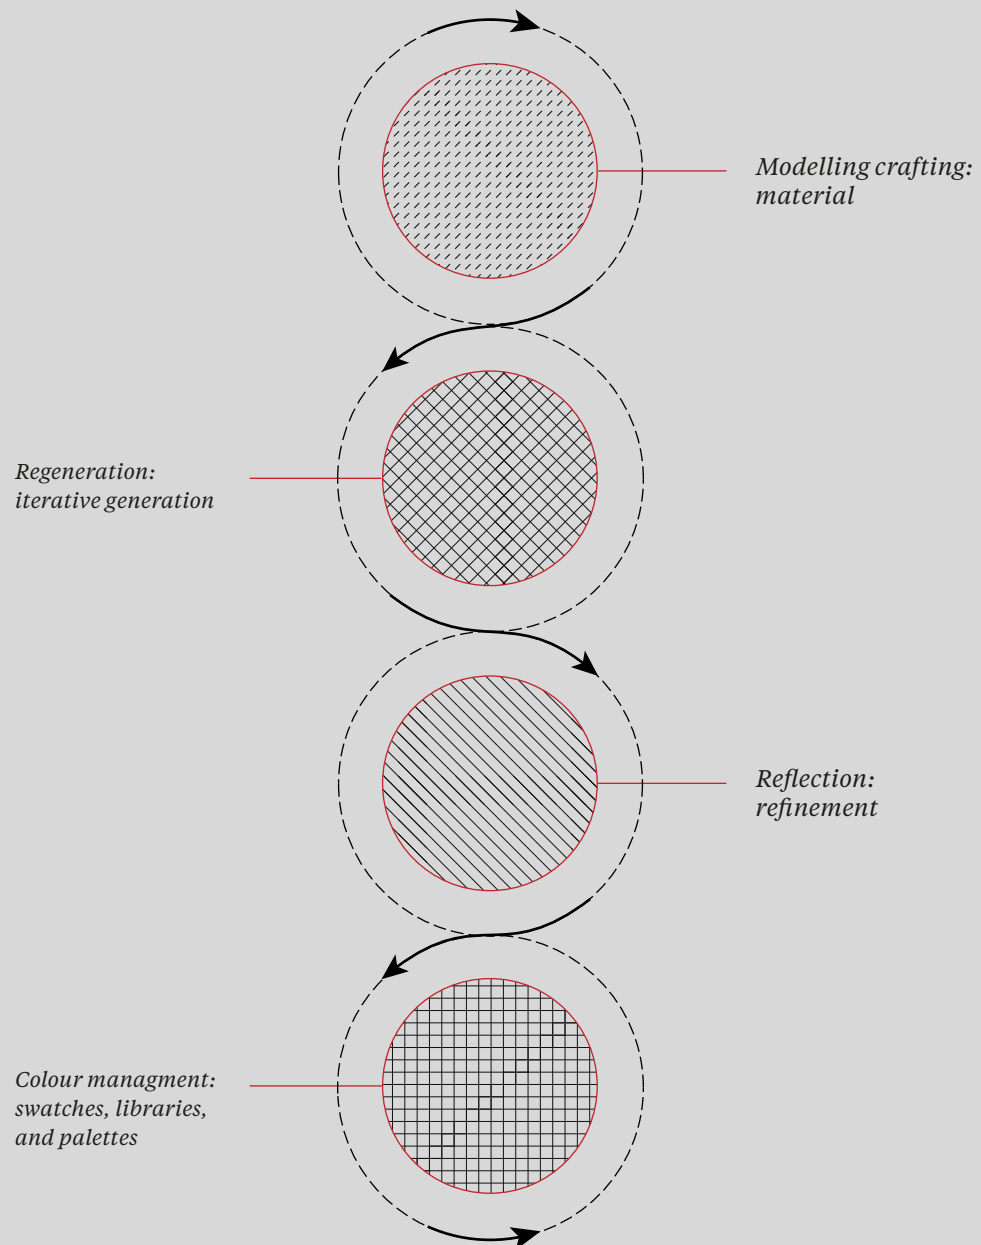 Modelling crafting:
material
Regeneration:
iterative generation
Reflection:
refinement
Colour managment:
swatches, libraries,
and palettes